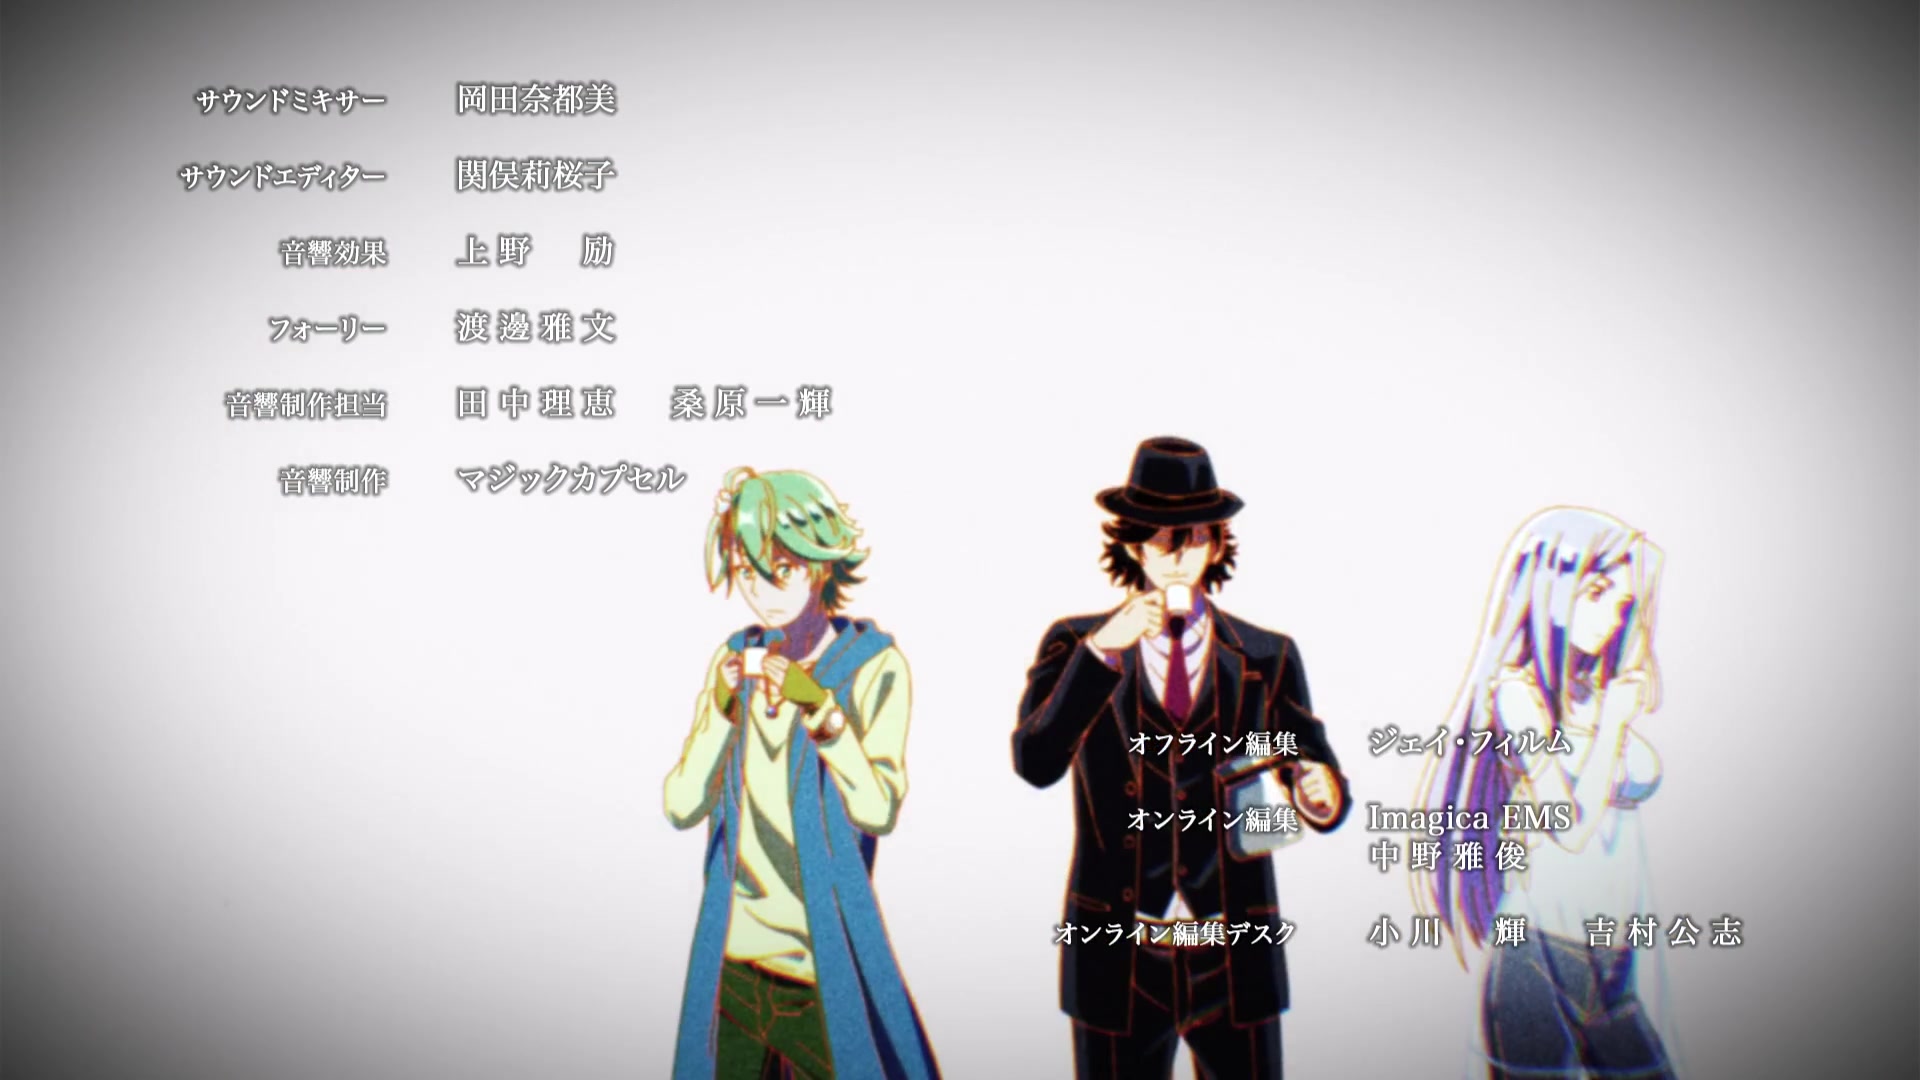 サウンドミキサー 岡田奈都美
サウンドエディター 関俣莉桜子
音響効果 上野 励
フォーリー 渡邊雅文
音響制作担当 田中理恵 桑原一輝
音響制作 マジックカプセル
オフライン編集 ジェイ・フィルム
オンライン編集 Imagica EMS
中野雅俊
オンライン編集デスク 小川 輝 吉村公志